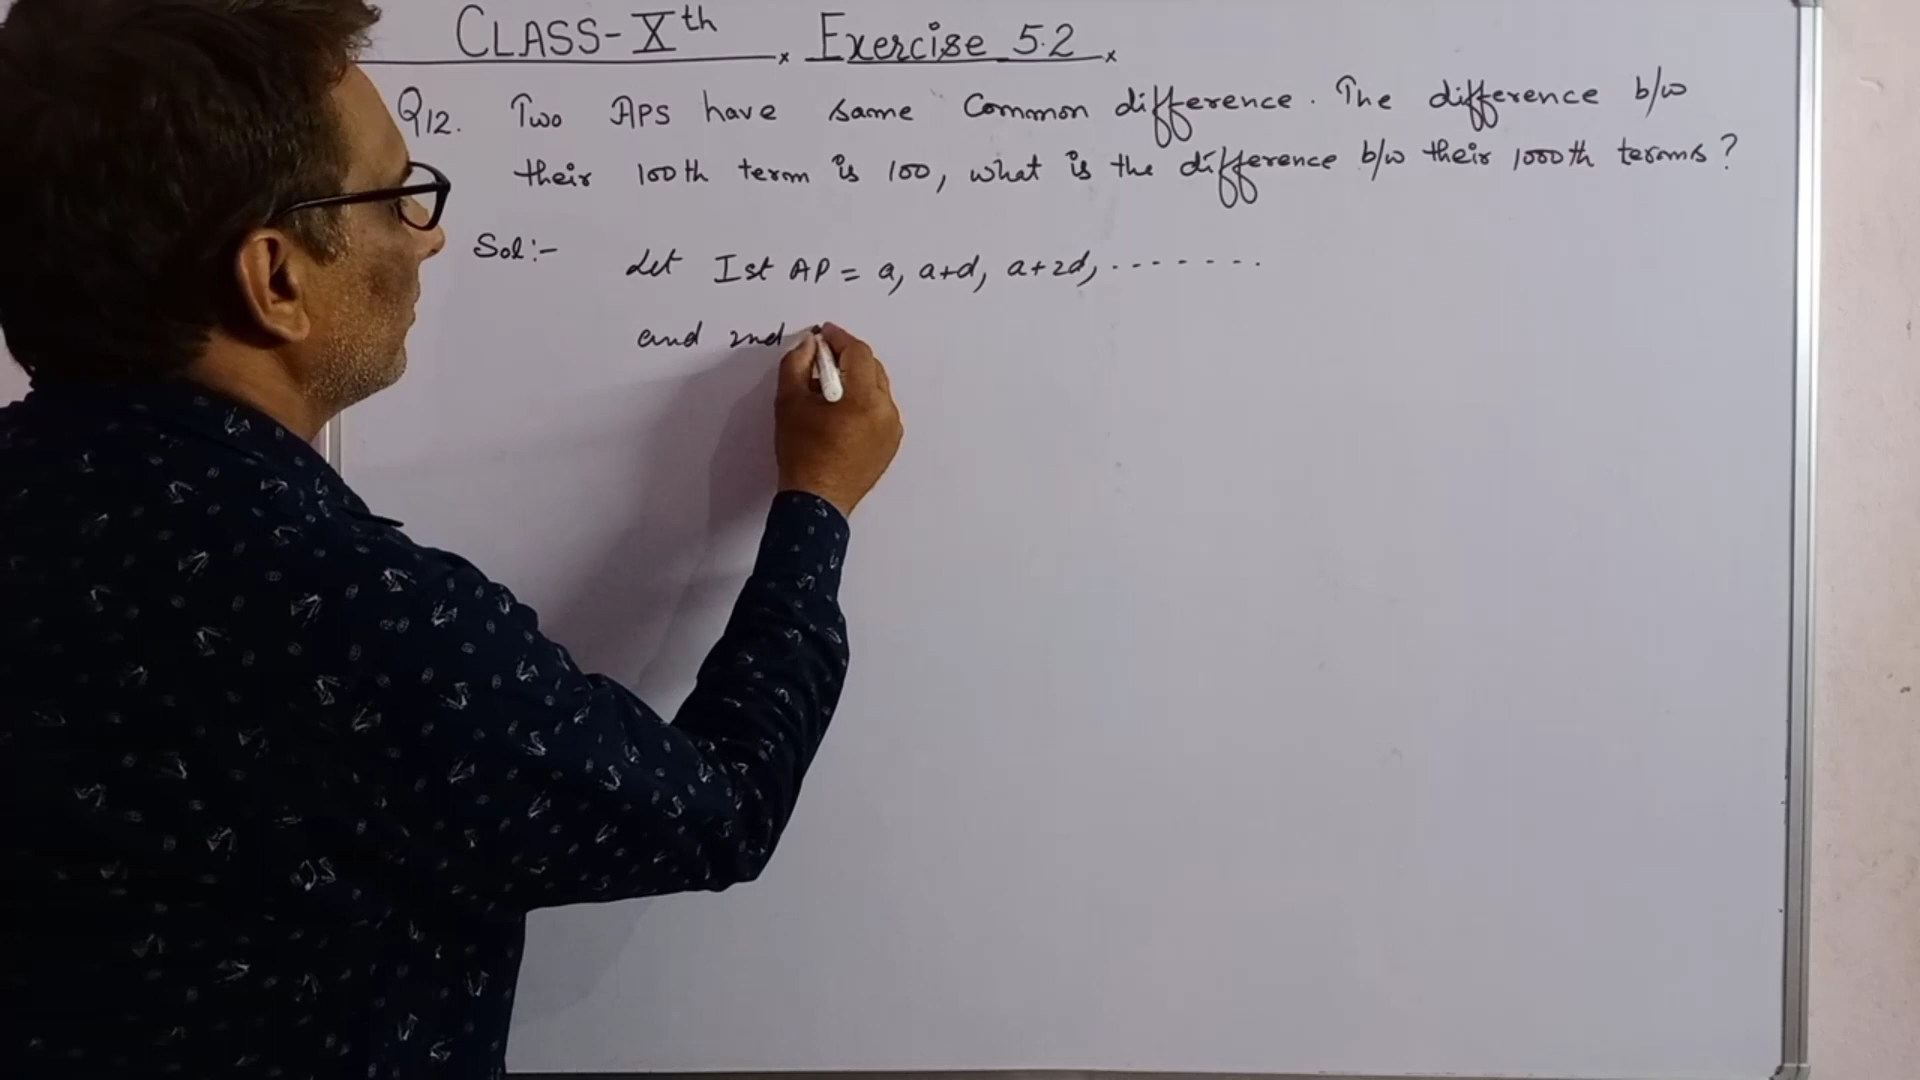 CLASS-Xth Exercise 5.2
Q12. Two APs have same Common difference. The difference b/w
their 100th term is 100, what is the difference b/w their 1000th terms?
Sol:-
Let Ist AP = a, a+d, a+2d, ........
and 2nd